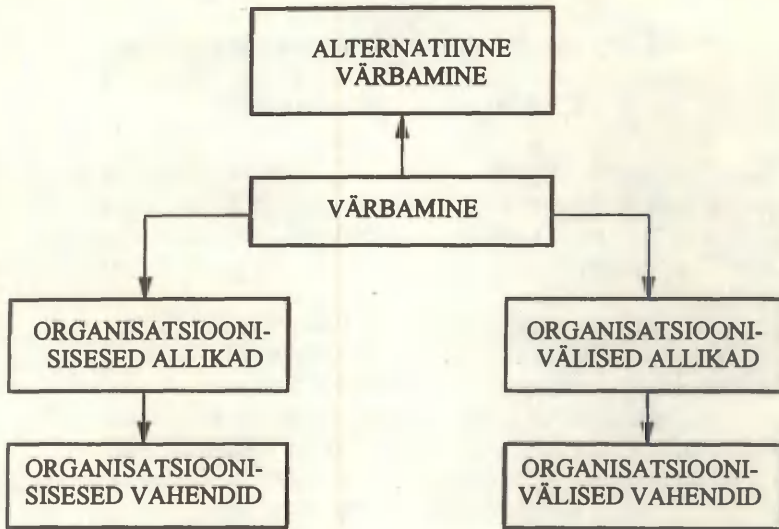 ALTERNATIIVNE
VÄRBAMINE
VÄRBAMINE
ORGANISATSIOONI-
SISESED ALLIKAD
ORGANISATSIOONI-
VÄLISED ALLIKAD
ORGANISATSIOONI-
SISESED VAHENDID
ORGANISATSIOONI-
VÄLISED VAHENDID